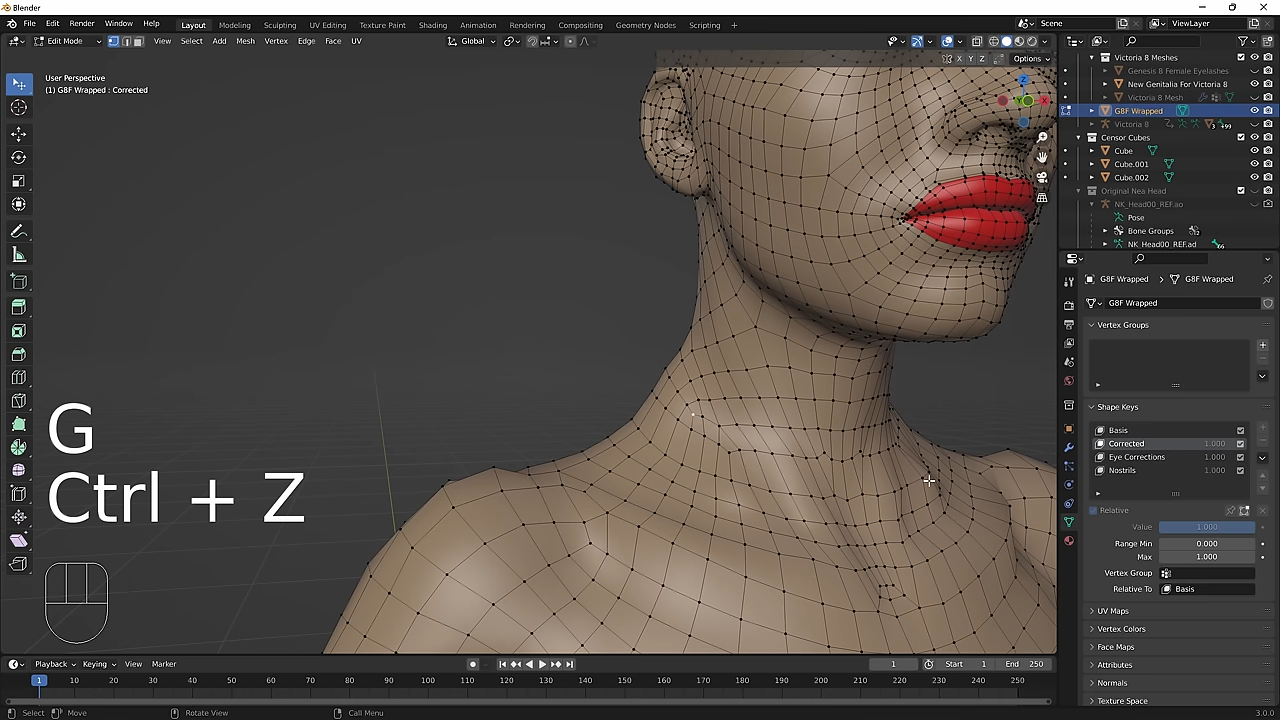 Blender
File Edit Render Window Help Layout Modeling Sculpting UV Editing Texture Paint Shading Animation Rendering Compositing Geometry Nodes Scripting + Scene ViewLayer
Edit Mode View Select Add Mesh Vertex Edge Face UV Global
X Y Z Options
User Perspective
(1) G8F Wrapped : Corrected
Z
X
Y
G
Ctrl + Z
Victoria 8 Meshes
Genesis 8 Female Eyelashes
New Genitalia For Victoria 8
Victoria 8 Mesh
G8F Wrapped
Victoria 8
Censor Cubes
Cube
Cube.001
Cube.002
Original Nea Head
NK_Head00_REF.ao
Pose
Bone Groups
NK_Head00_REF.ad
G8F Wrapped > G8F Wrapped
G8F Wrapped
Vertex Groups
Shape Keys
Basis
Corrected 1.000
Eye Corrections 1.000
Nostrils 1.000
Relative
Value 1.000
Range Min 0.000
Max 1.000
Vertex Group
Relative To Basis
UV Maps
Vertex Colors
Face Maps
Attributes
Normals
Texture Space
Playback Keying View Marker 1 Start 1 End 250
1 10 20 30 40 50 60 70 80 90 100 110 120 130 140 150 160 170 180 190 200 210 220 230 240 250
Select Move Rotate View Call Menu 3.0.0